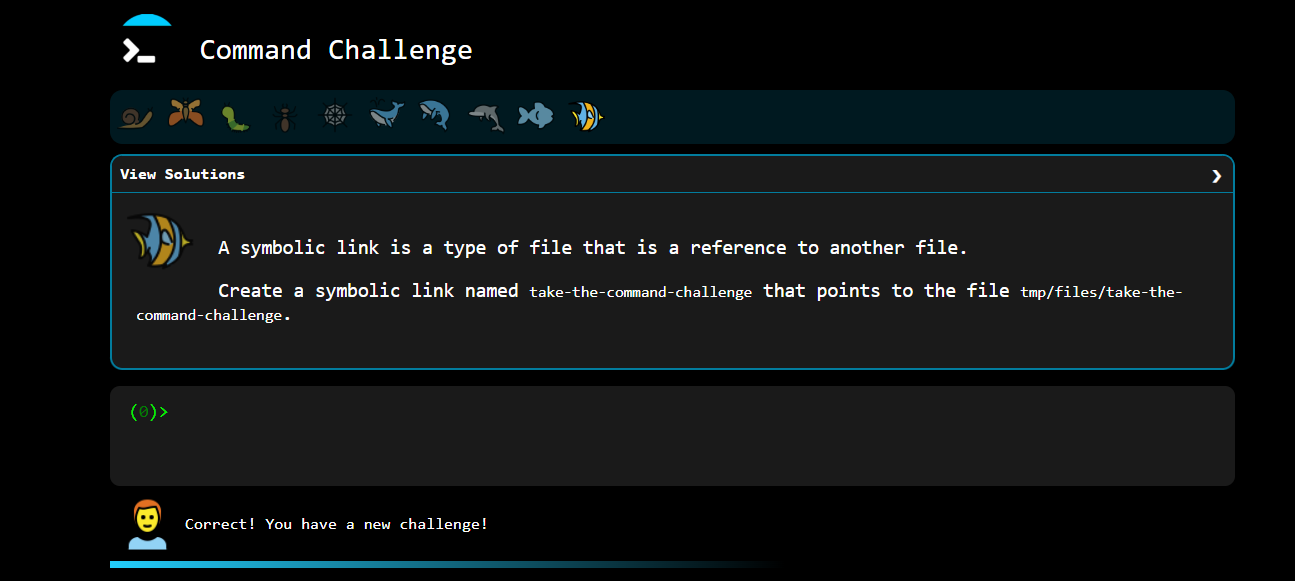 Command Challenge
View Solutions
A symbolic link is a type of file that is a reference to another file.
Create a symbolic link named take-the-command-challenge that points to the file tmp/files/take-the-
command-challenge.
(0)>
Correct! You have a new challenge!